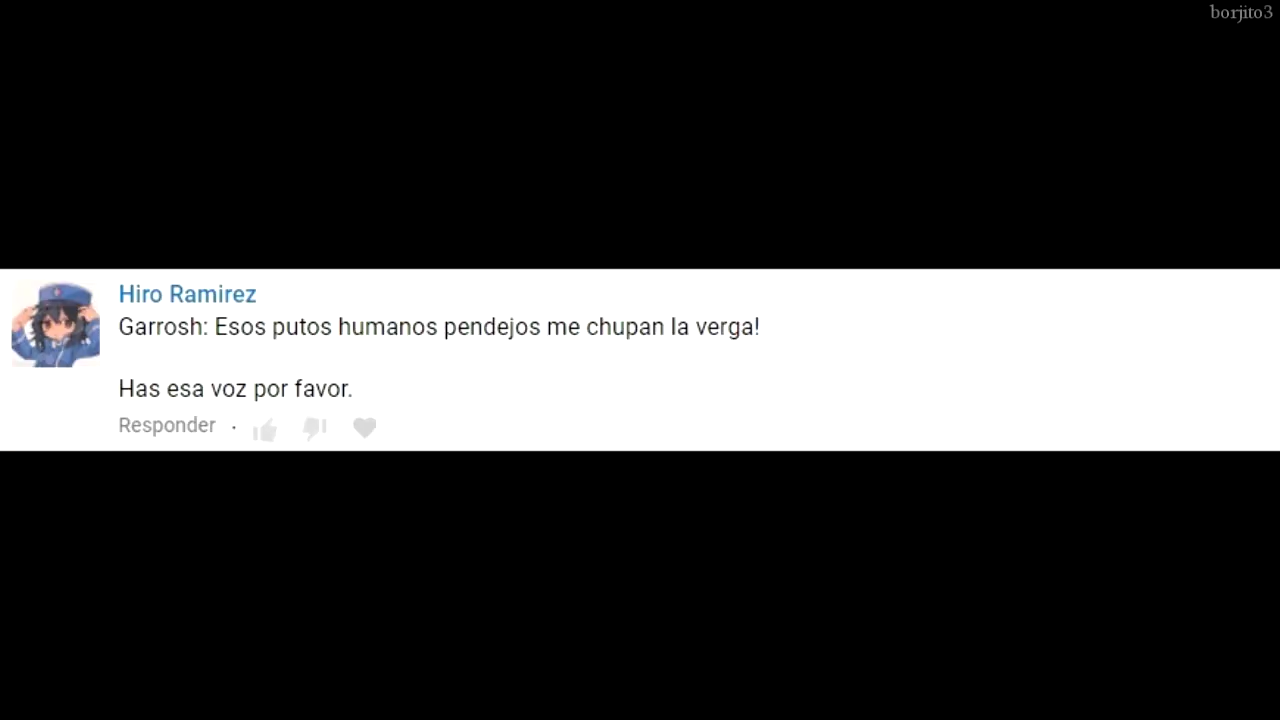 borjito3
Hiro Ramirez
Garrosh: Esos putos humanos pendejos me chupan la verga!
Has esa voz por favor.
Responder ·